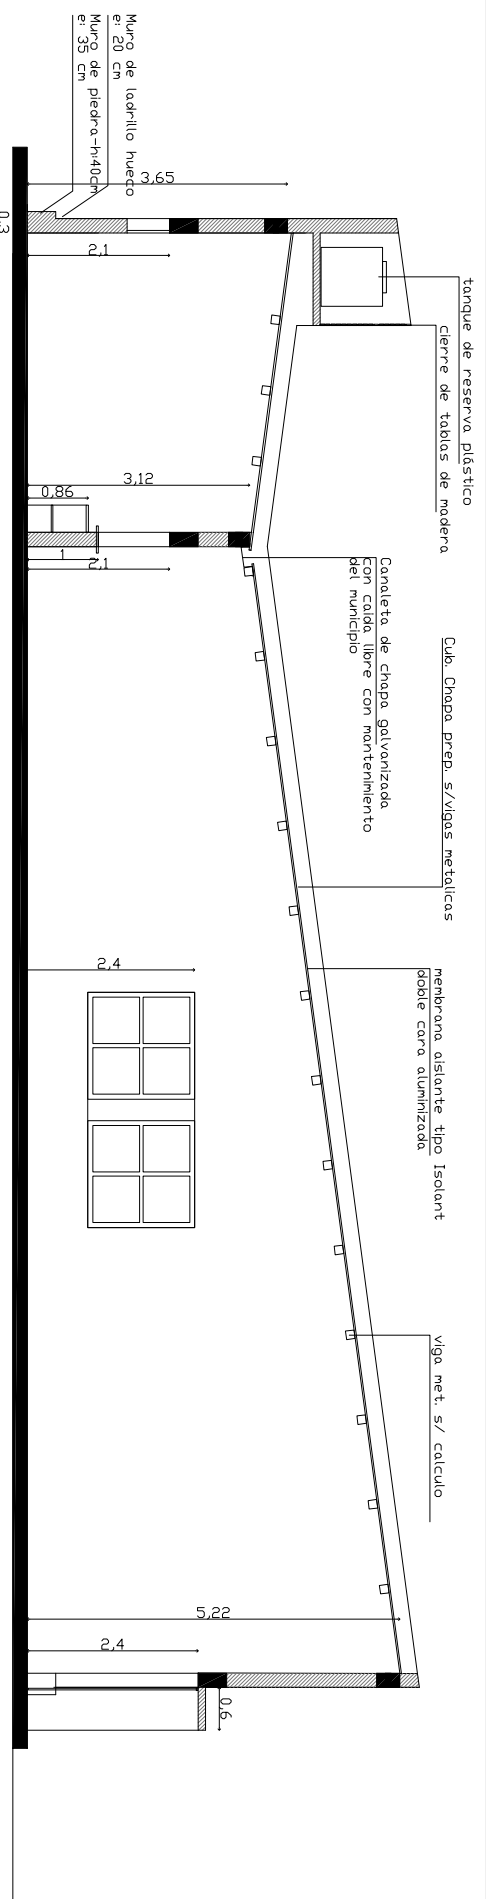 tanque de reserva plástico
cierre de tablas de madera
Cub. Chapa prep. s/vigas metalicas
membrana aislante tipo Isolant
doble cara aluminizada
viga met. s/ calculo
Canaleta de chapa galvanizada
con caida libre con mantenimiento
del municipio
Muro de ladrillo hueco
e: 20 cm
Muro de piedra-h:40cm
e: 35 cm
3,65
2,1
3,12
0,86
1
2,1
2,4
5,22
2,4
0,6
0,3